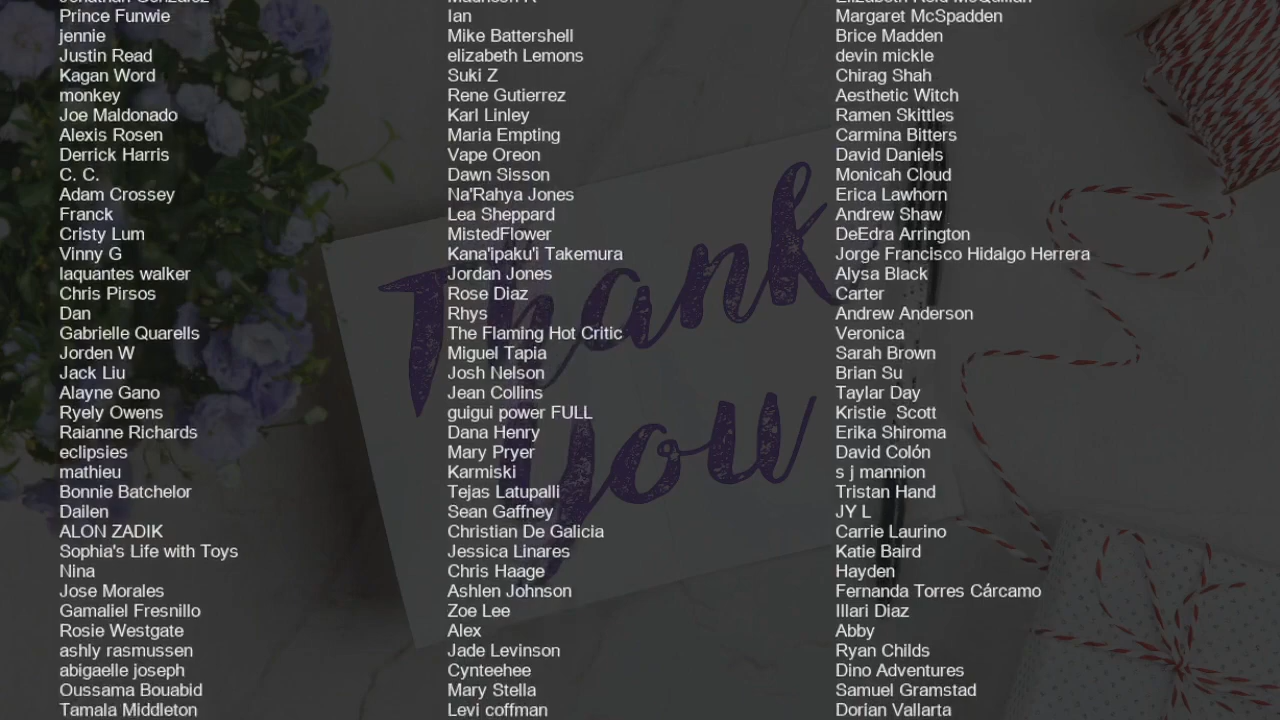 Prince Funwie
jennie
Justin Read
Kagan Word
monkey
Joe Maldonado
Alexis Rosen
Derrick Harris
C. C.
Adam Crossey
Franck
Cristy Lum
Vinny G
laquantes walker
Chris Pirsos
Dan
Gabrielle Quarells
Jorden W
Jack Liu
Alayne Gano
Ryely Owens
Raianne Richards
eclipsies
mathieu
Bonnie Batchelor
Dailen
ALON ZADIK
Sophia's Life with Toys
Nina
Jose Morales
Gamaliel Fresnillo
Rosie Westgate
ashly rasmussen
abigaelle joseph
Oussama Bouabid
Tamala Middleton
Ian
Mike Battershell
elizabeth Lemons
Suki Z
Rene Gutierrez
Karl Linley
Maria Empting
Vape Oreon
Dawn Sisson
Na'Rahya Jones
Lea Sheppard
MistedFlower
Kana'ipaku'i Takemura
Jordan Jones
Rose Diaz
Rhys
The Flaming Hot Critic
Miguel Tapia
Josh Nelson
Jean Collins
guigui power FULL
Dana Henry
Mary Pryer
Karmiski
Tejas Latupalli
Sean Gaffney
Christian De Galicia
Jessica Linares
Chris Haage
Ashlen Johnson
Zoe Lee
Alex
Jade Levinson
Cynteehee
Mary Stella
Levi coffman
Margaret McSpadden
Brice Madden
devin mickle
Chirag Shah
Aesthetic Witch
Ramen Skittles
Carmina Bitters
David Daniels
Monicah Cloud
Erica Lawhorn
Andrew Shaw
DeEdra Arrington
Jorge Francisco Hidalgo Herrera
Alysa Black
Carter
Andrew Anderson
Veronica
Sarah Brown
Brian Su
Taylar Day
Kristie Scott
Erika Shiroma
David Colón
s j mannion
Tristan Hand
JY L
Carrie Laurino
Katie Baird
Hayden
Fernanda Torres Cárcamo
Illari Diaz
Abby
Ryan Childs
Dino Adventures
Samuel Gramstad
Dorian Vallarta
Thank
you